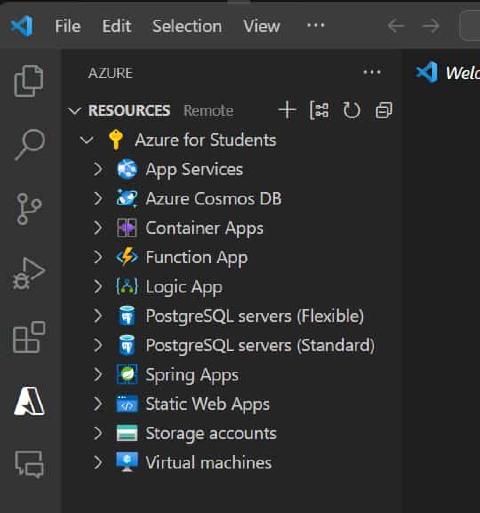 File Edit Selection View
AZURE
RESOURCES Remote
Azure for Students
App Services
Azure Cosmos DB
Container Apps
Function App
Logic App
PostgreSQL servers (Flexible)
PostgreSQL servers (Standard)
Spring Apps
Static Web Apps
Storage accounts
Virtual machines